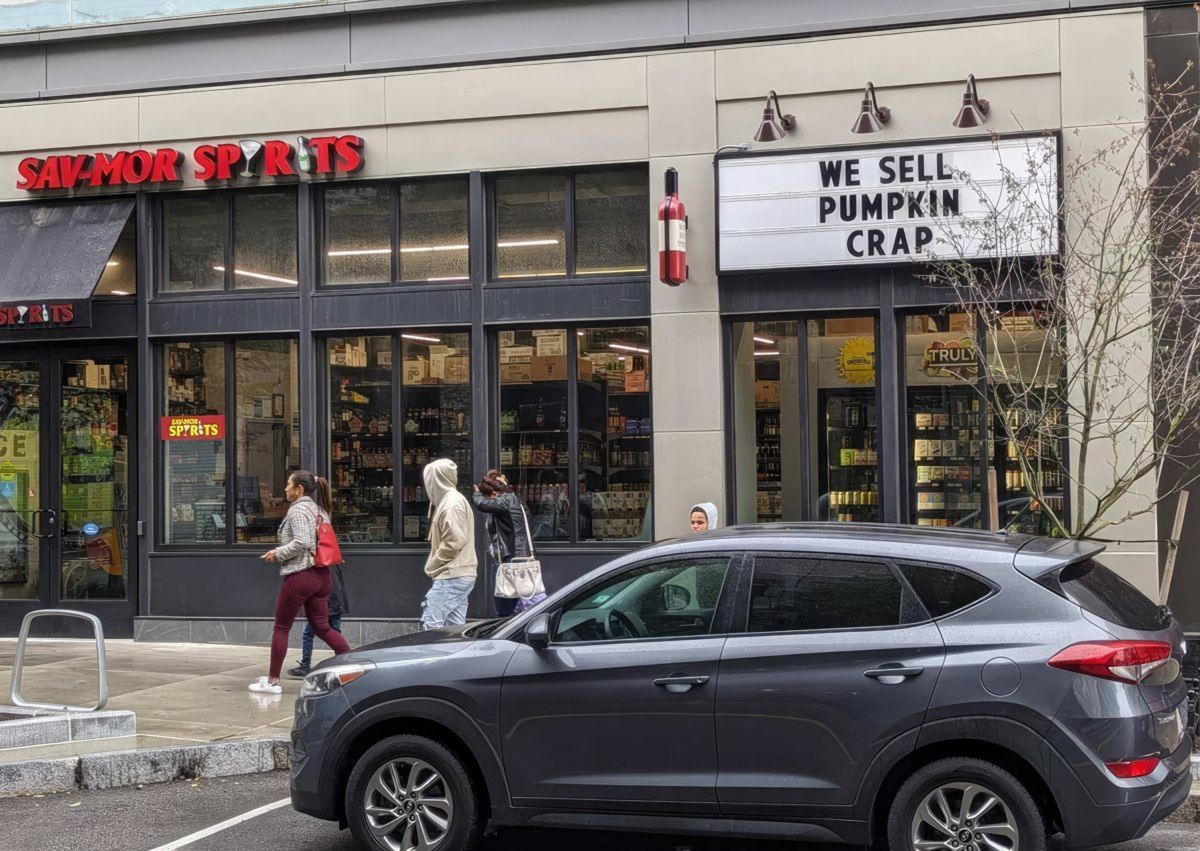 SAV-MOR SPIRITS
WE SELL
PUMPKIN
CRAP
SPIRITS
SAV-MOR
SPIRITS
TRULY